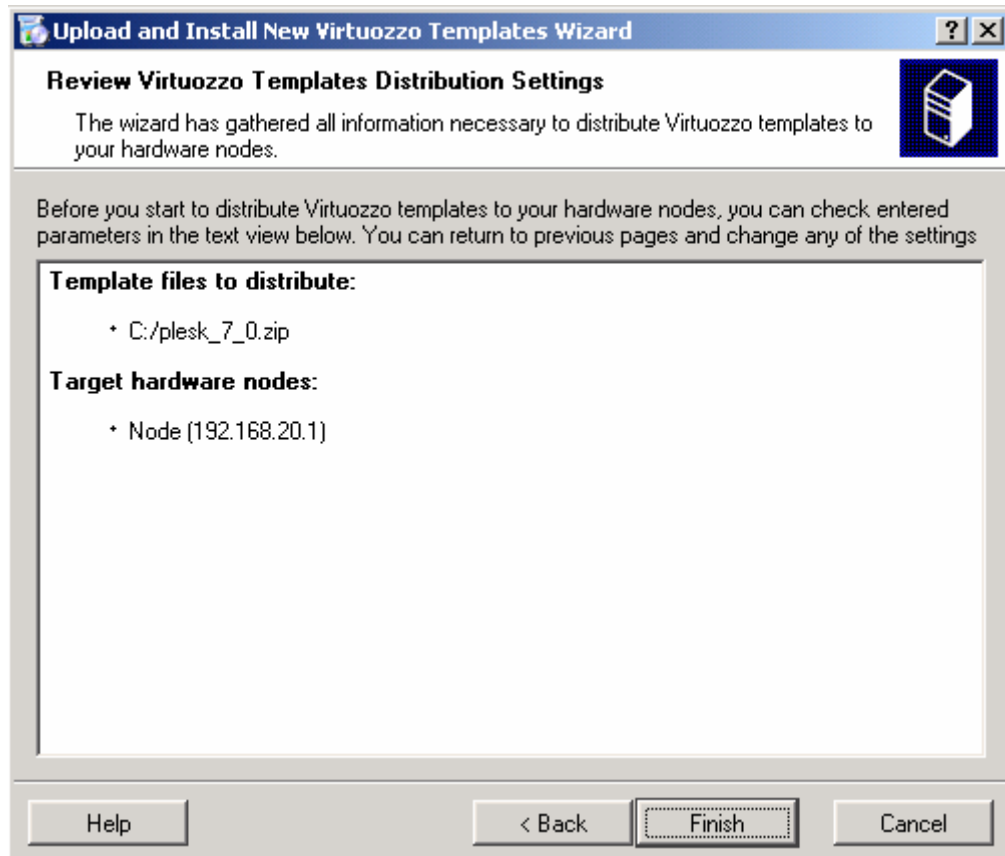 Upload and Install New Virtuozzo Templates Wizard
Review Virtuozzo Templates Distribution Settings
The wizard has gathered all information necessary to distribute Virtuozzo templates to
your hardware nodes.
Before you start to distribute Virtuozzo templates to your hardware nodes, you can check entered
parameters in the text view below. You can return to previous pages and change any of the settings
Template files to distribute:
• C:/plesk_7_0.zip
Target hardware nodes:
• Node (192.168.20.1)
Help
< Back
Finish
Cancel